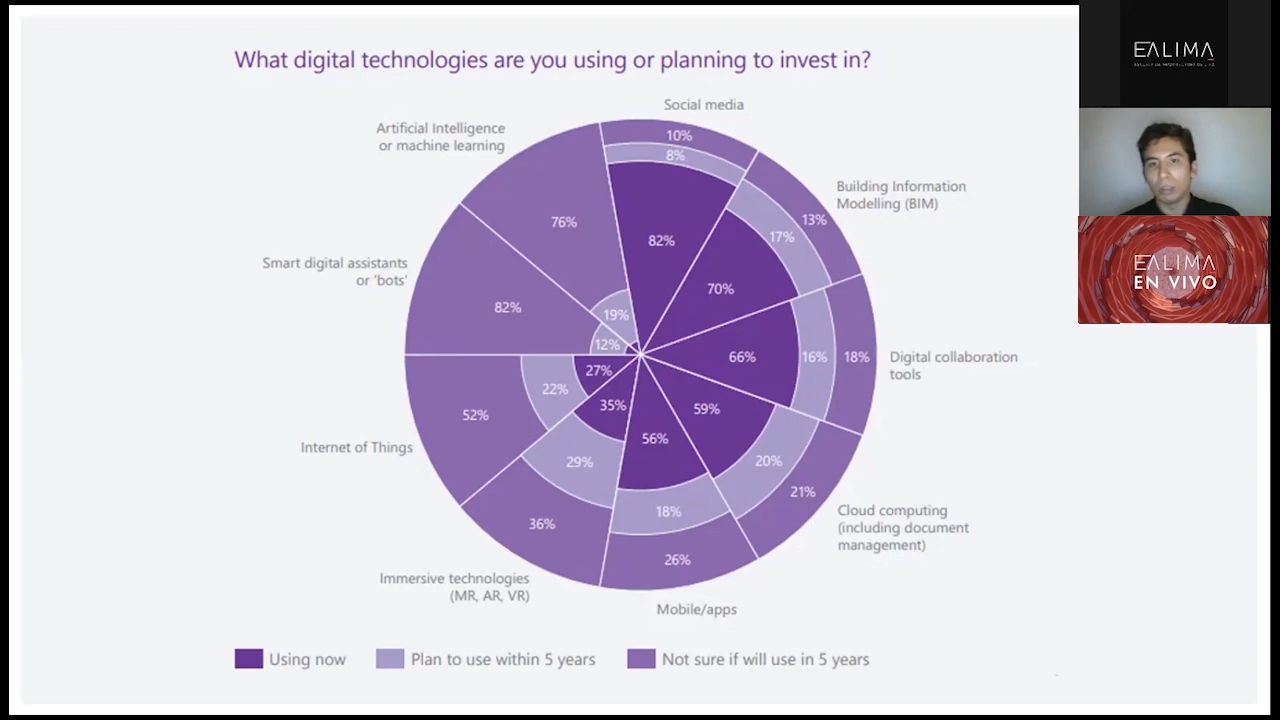 What digital technologies are you using or planning to invest in?
Social media
10%
8%
82%
Building Information
Modelling (BIM)
13%
17%
70%
Digital collaboration
tools
18%
16%
66%
Cloud computing
(including document
management)
21%
20%
59%
Mobile/apps
26%
18%
56%
Immersive technologies
(MR, AR, VR)
36%
29%
35%
Internet of Things
52%
22%
27%
Smart digital assistants
or 'bots'
82%
12%
Artificial Intelligence
or machine learning
76%
19%
Using now
Plan to use within 5 years
Not sure if will use in 5 years
EALIMA
EALIMA
EN VIVO